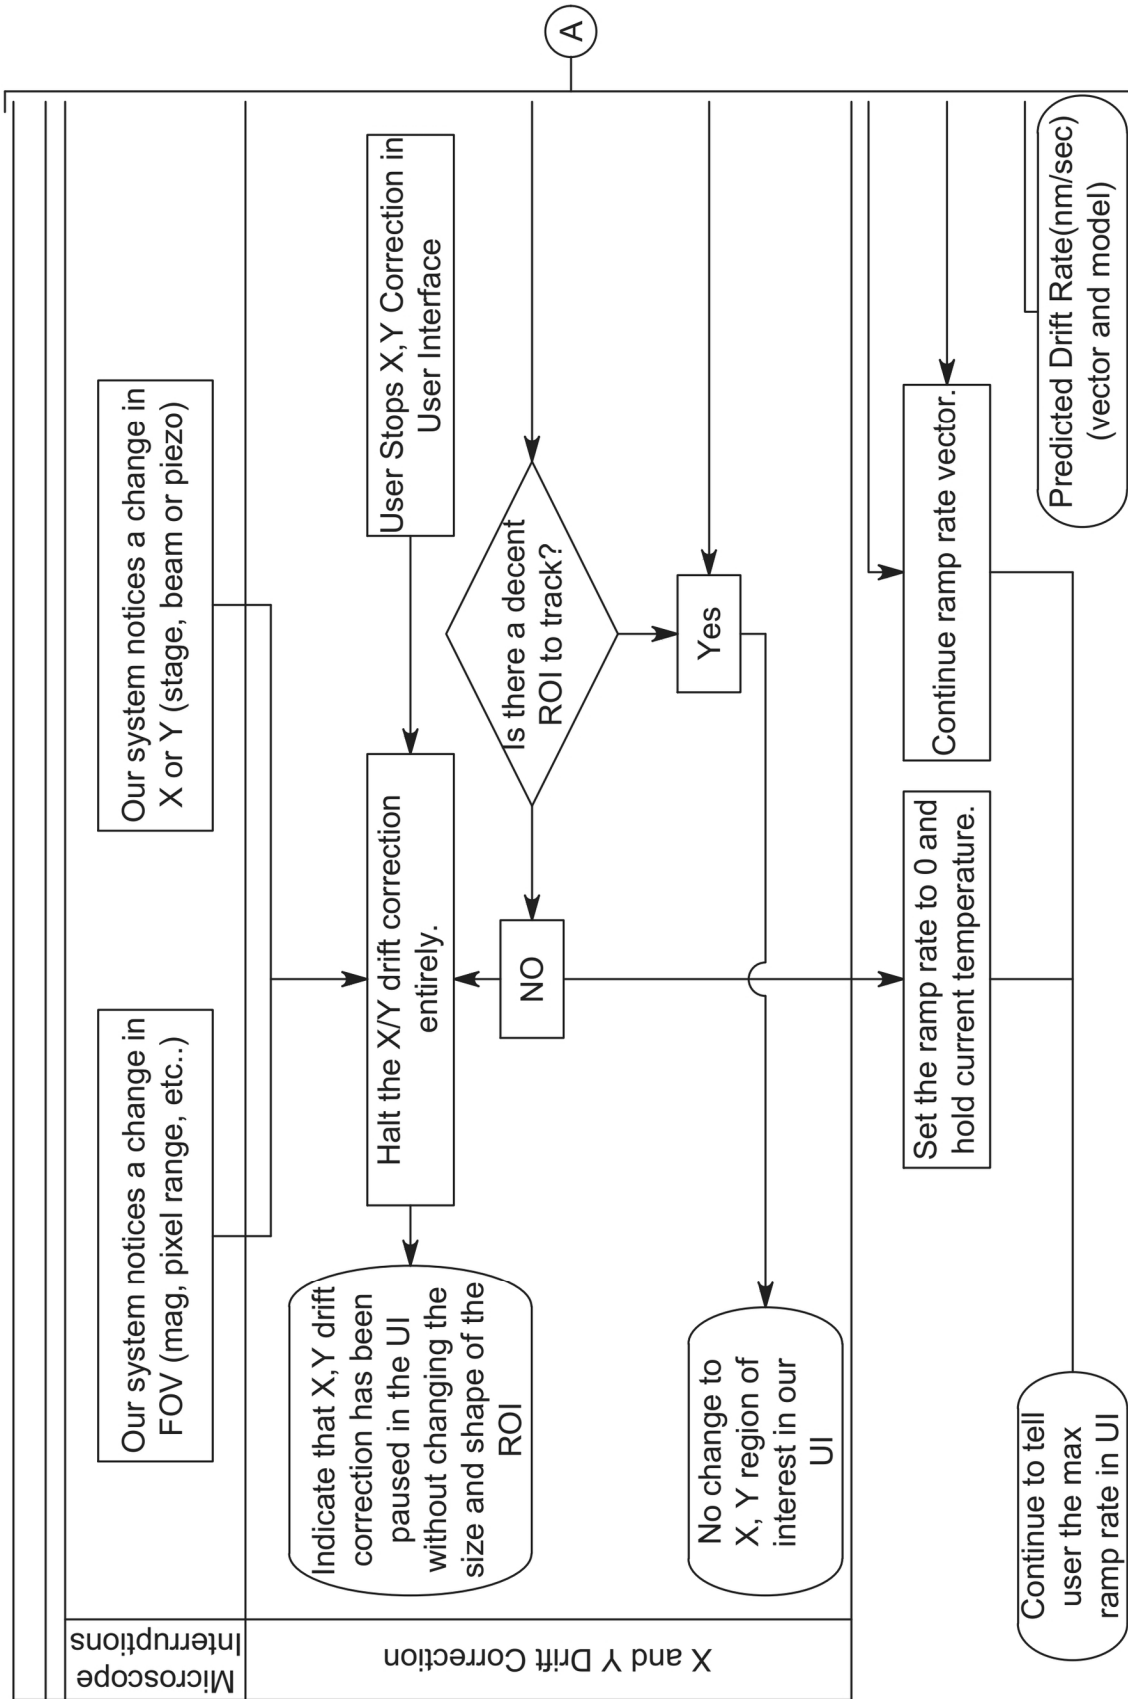 Microscope
Interruptions
Our system notices a change in
FOV (mag, pixel range, etc..)
Our system notices a change in
X or Y (stage, beam or piezo)
X and Y Drift Correction
Indicate that X,Y drift
correction has been
paused in the UI
without changing the
size and shape of the
ROI
Halt the X/Y drift correction
entirely.
User Stops X,Y Correction in
User Interface
NO
Is there a decent
ROI to track?
Yes
No change to
X, Y region of
interest in our
UI
Set the ramp rate to 0 and
hold current temperature.
Continue ramp rate vector.
Continue to tell
user the max
ramp rate in UI
Predicted Drift Rate(nm/sec)
(vector and model)
A